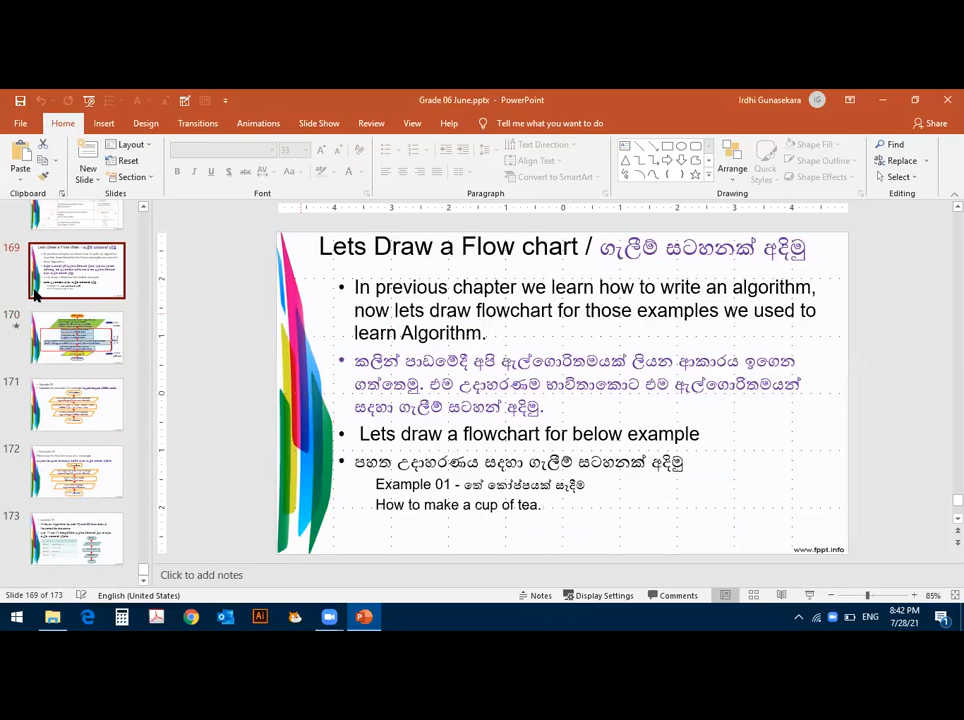 Grade 06 June.pptx - PowerPoint
Irdhi Gunasekara
IG
File Home Insert Design Transitions Animations Slide Show Review View Help Tell me what you want to do Share
Paste
Clipboard
New Slide
Layout
Reset
Section
Slides
33
Font
Text Direction
Align Text
Convert to SmartArt
Paragraph
Arrange
Quick Styles
Shape Fill
Shape Outline
Shape Effects
Drawing
Find
Replace
Select
Editing
169
170
171
172
173
Lets Draw a Flow chart / ගැලීම් සටහනක් අදිමු
• In previous chapter we learn how to write an algorithm,
now lets draw flowchart for those examples we used to
learn Algorithm.
• කලින් පාඩමේදී අපි ඇල්ගොරිතමයක් ලියන ආකාරය ඉගෙන
ගත්තෙමු. එම උදාහරණම භාවිතාකොට එම ඇල්ගොරිතමයන්
සදහා ගැලීම් සටහන් අදිමු.
• Lets draw a flowchart for below example
• පහත උදාහරණය සදහා ගැලීම් සටහනක් අදිමු
Example 01 - තේ කෝප්පයක් සෑදීම
How to make a cup of tea.
www.fppt.info
Click to add notes
Slide 169 of 173 English (United States) Notes Display Settings Comments 85%
ENG
8:42 PM
7/28/21